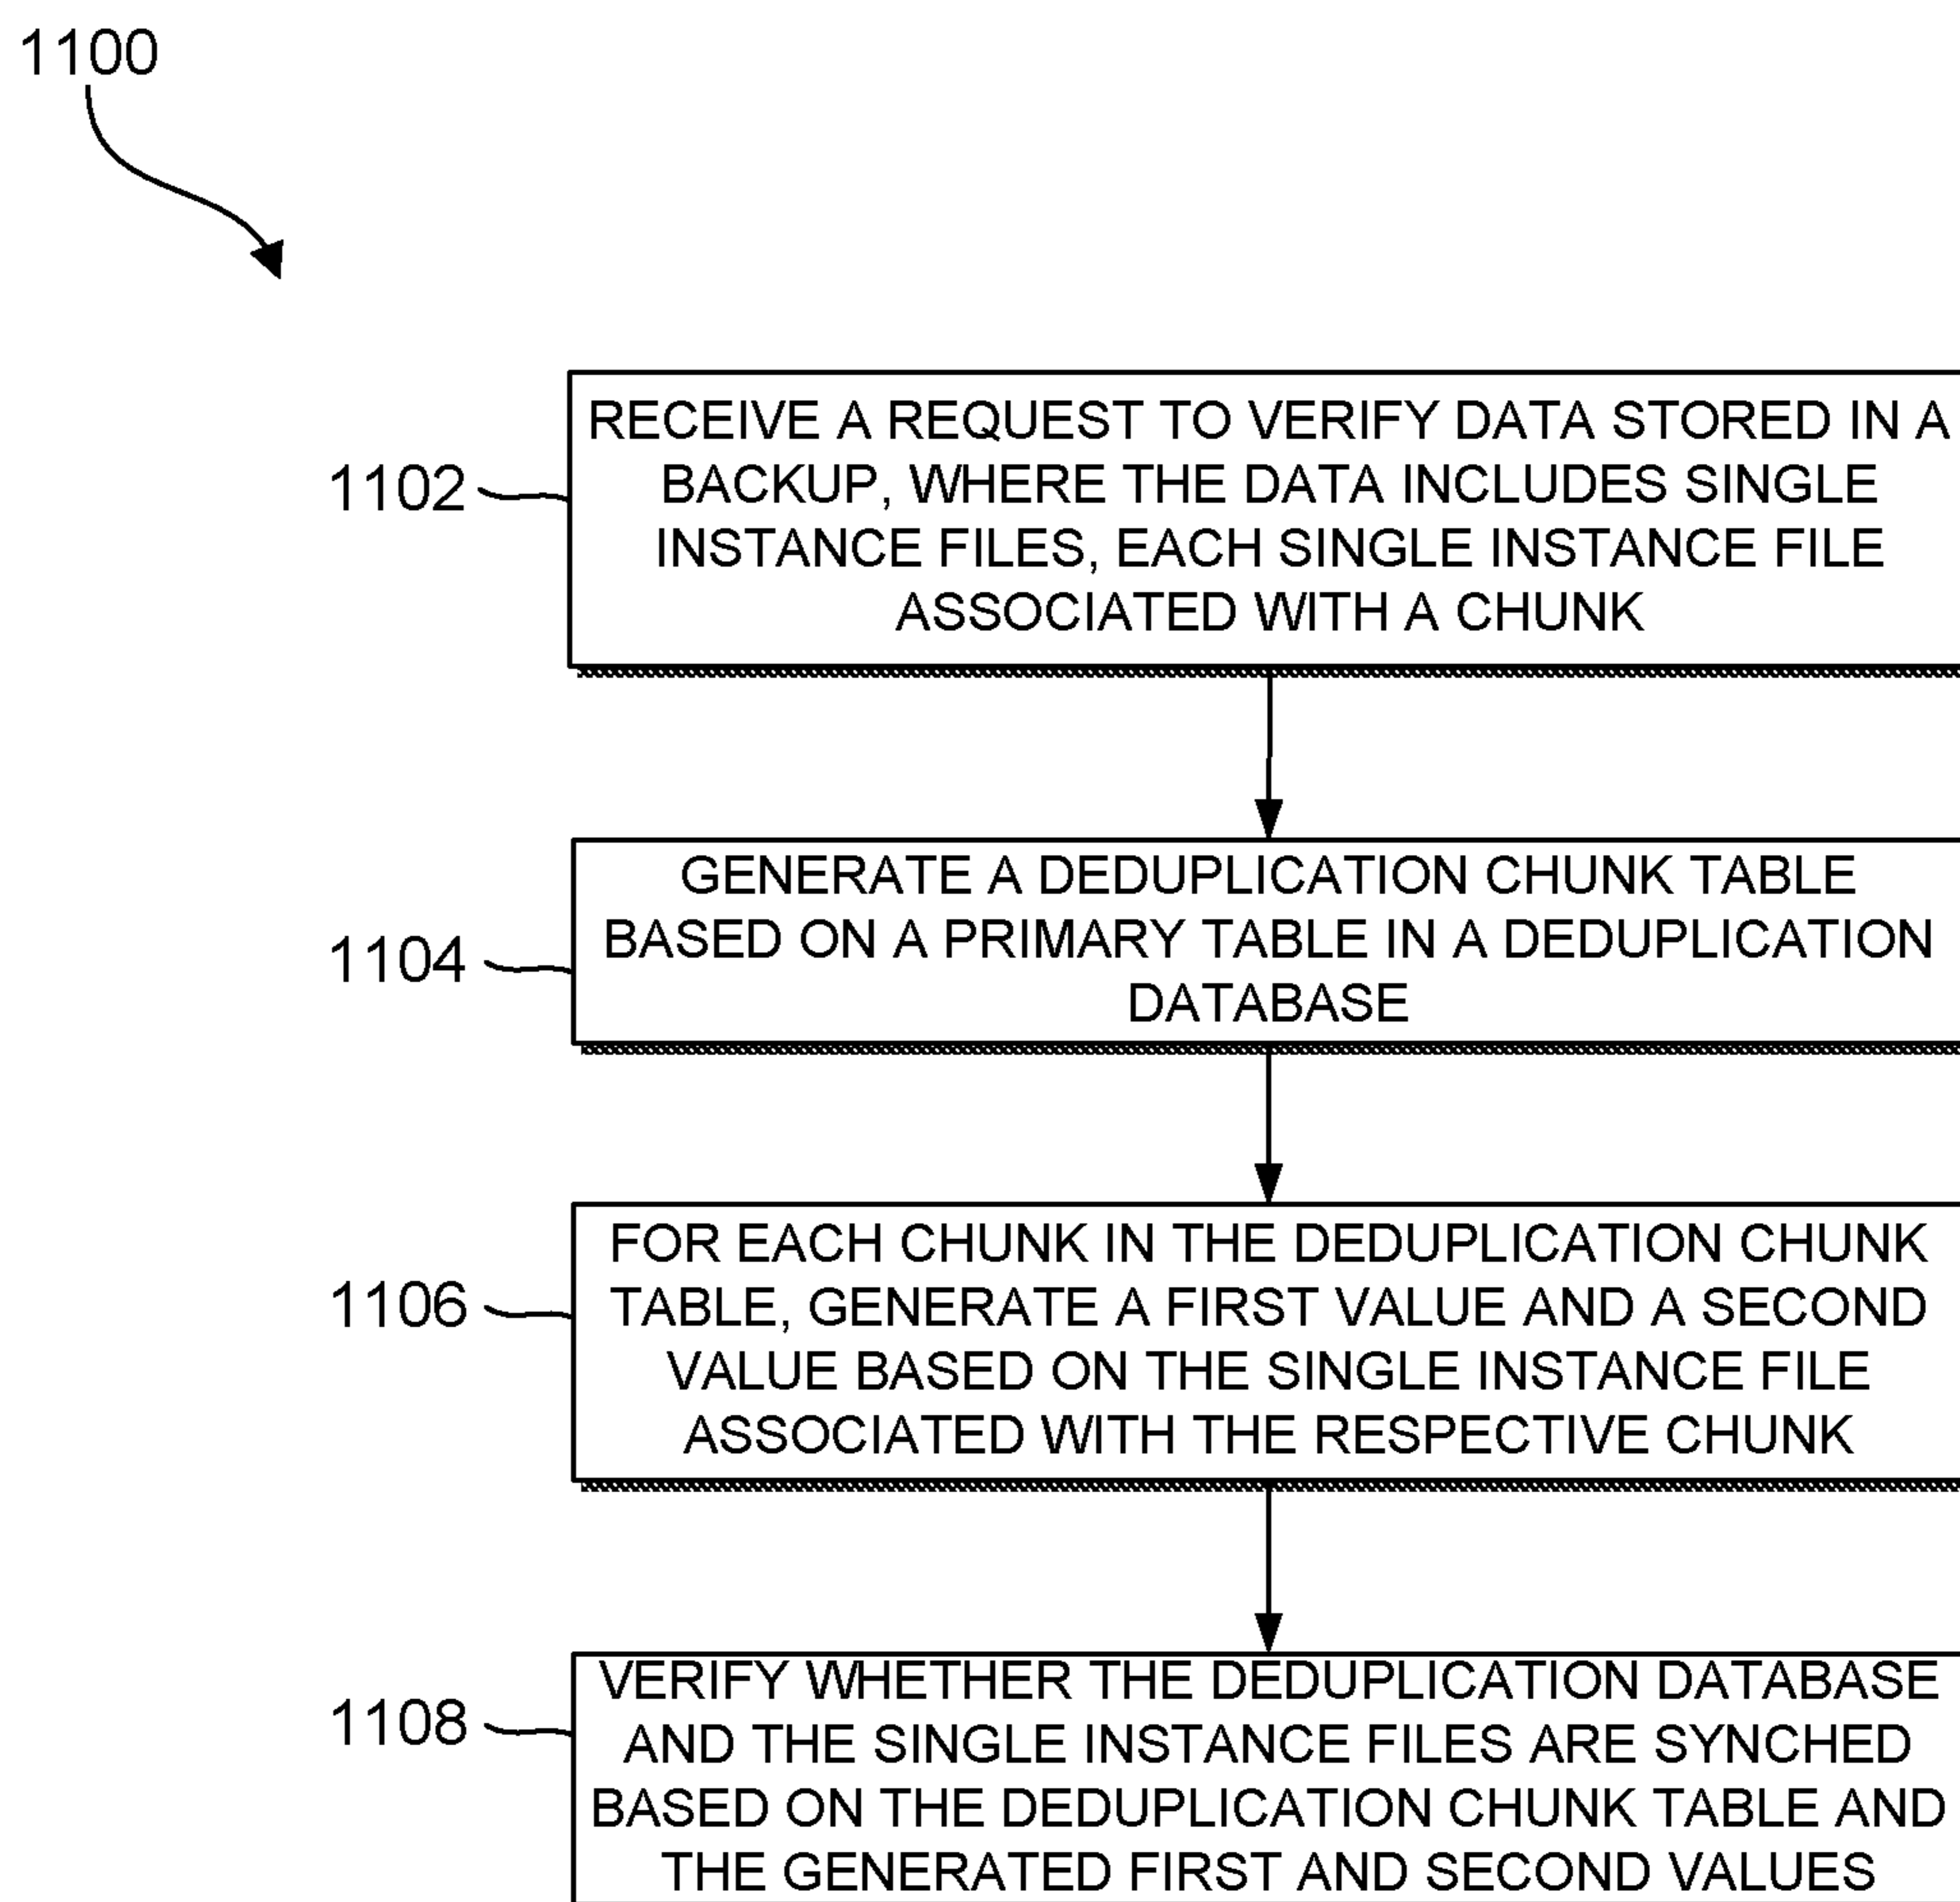 1100
RECEIVE A REQUEST TO VERIFY DATA STORED IN A
BACKUP, WHERE THE DATA INCLUDES SINGLE
INSTANCE FILES, EACH SINGLE INSTANCE FILE
ASSOCIATED WITH A CHUNK
1102
GENERATE A DEDUPLICATION CHUNK TABLE
BASED ON A PRIMARY TABLE IN A DEDUPLICATION
DATABASE
1104
FOR EACH CHUNK IN THE DEDUPLICATION CHUNK
TABLE, GENERATE A FIRST VALUE AND A SECOND
VALUE BASED ON THE SINGLE INSTANCE FILE
ASSOCIATED WITH THE RESPECTIVE CHUNK
1106
VERIFY WHETHER THE DEDUPLICATION DATABASE
AND THE SINGLE INSTANCE FILES ARE SYNCHED
BASED ON THE DEDUPLICATION CHUNK TABLE AND
THE GENERATED FIRST AND SECOND VALUES
1108